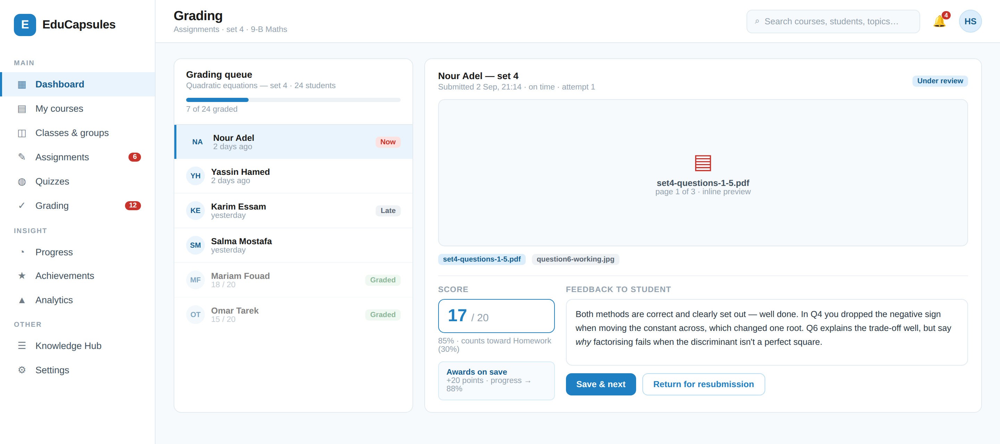 E EduCapsules
MAIN
Dashboard
My courses
Classes & groups
Assignments 6
Quizzes
Grading 12
INSIGHT
Progress
Achievements
Analytics
OTHER
Knowledge Hub
Settings
Grading
Assignments · set 4 · 9-B Maths
Search courses, students, topics…
4
HS
Grading queue
Quadratic equations — set 4 · 24 students
7 of 24 graded
NA Nour Adel Now
2 days ago
YH Yassin Hamed
2 days ago
KE Karim Essam Late
yesterday
SM Salma Mostafa
yesterday
MF Mariam Fouad Graded
18 / 20
OT Omar Tarek Graded
15 / 20
Nour Adel — set 4
Submitted 2 Sep, 21:14 · on time · attempt 1
Under review
set4-questions-1-5.pdf
page 1 of 3 · inline preview
set4-questions-1-5.pdf question6-working.jpg
SCORE
17 / 20
85% · counts toward Homework
(30%)
Awards on save
+20 points · progress →
88%
FEEDBACK TO STUDENT
Both methods are correct and clearly set out — well done. In Q4 you dropped the negative sign
when moving the constant across, which changed one root. Q6 explains the trade-off well, but say
why factorising fails when the discriminant isn't a perfect square.
Save & next Return for resubmission